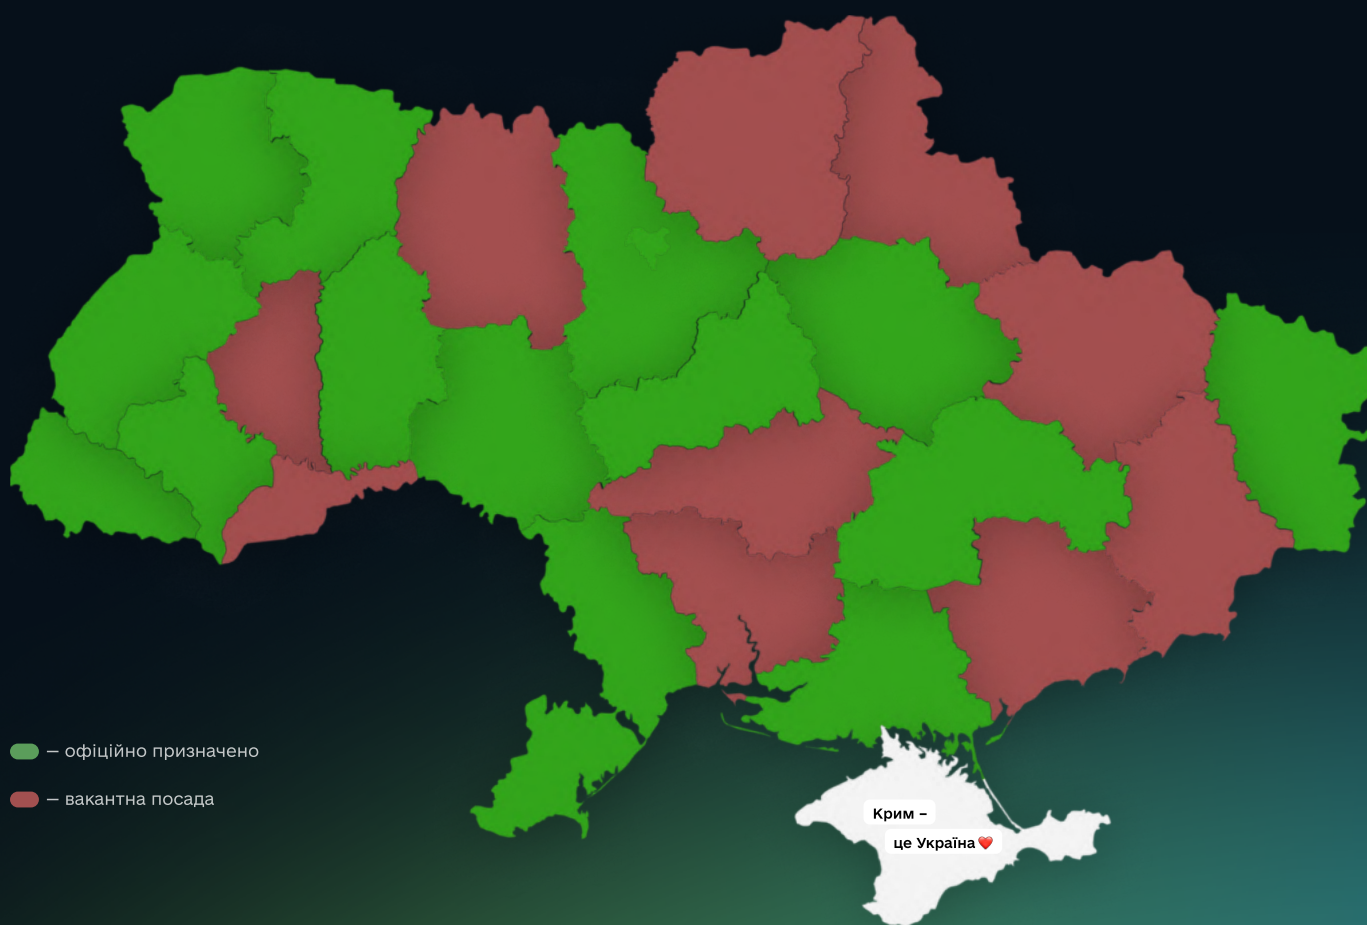 — офіційно призначено
— вакантна посада
Крим –
це Україна❤️